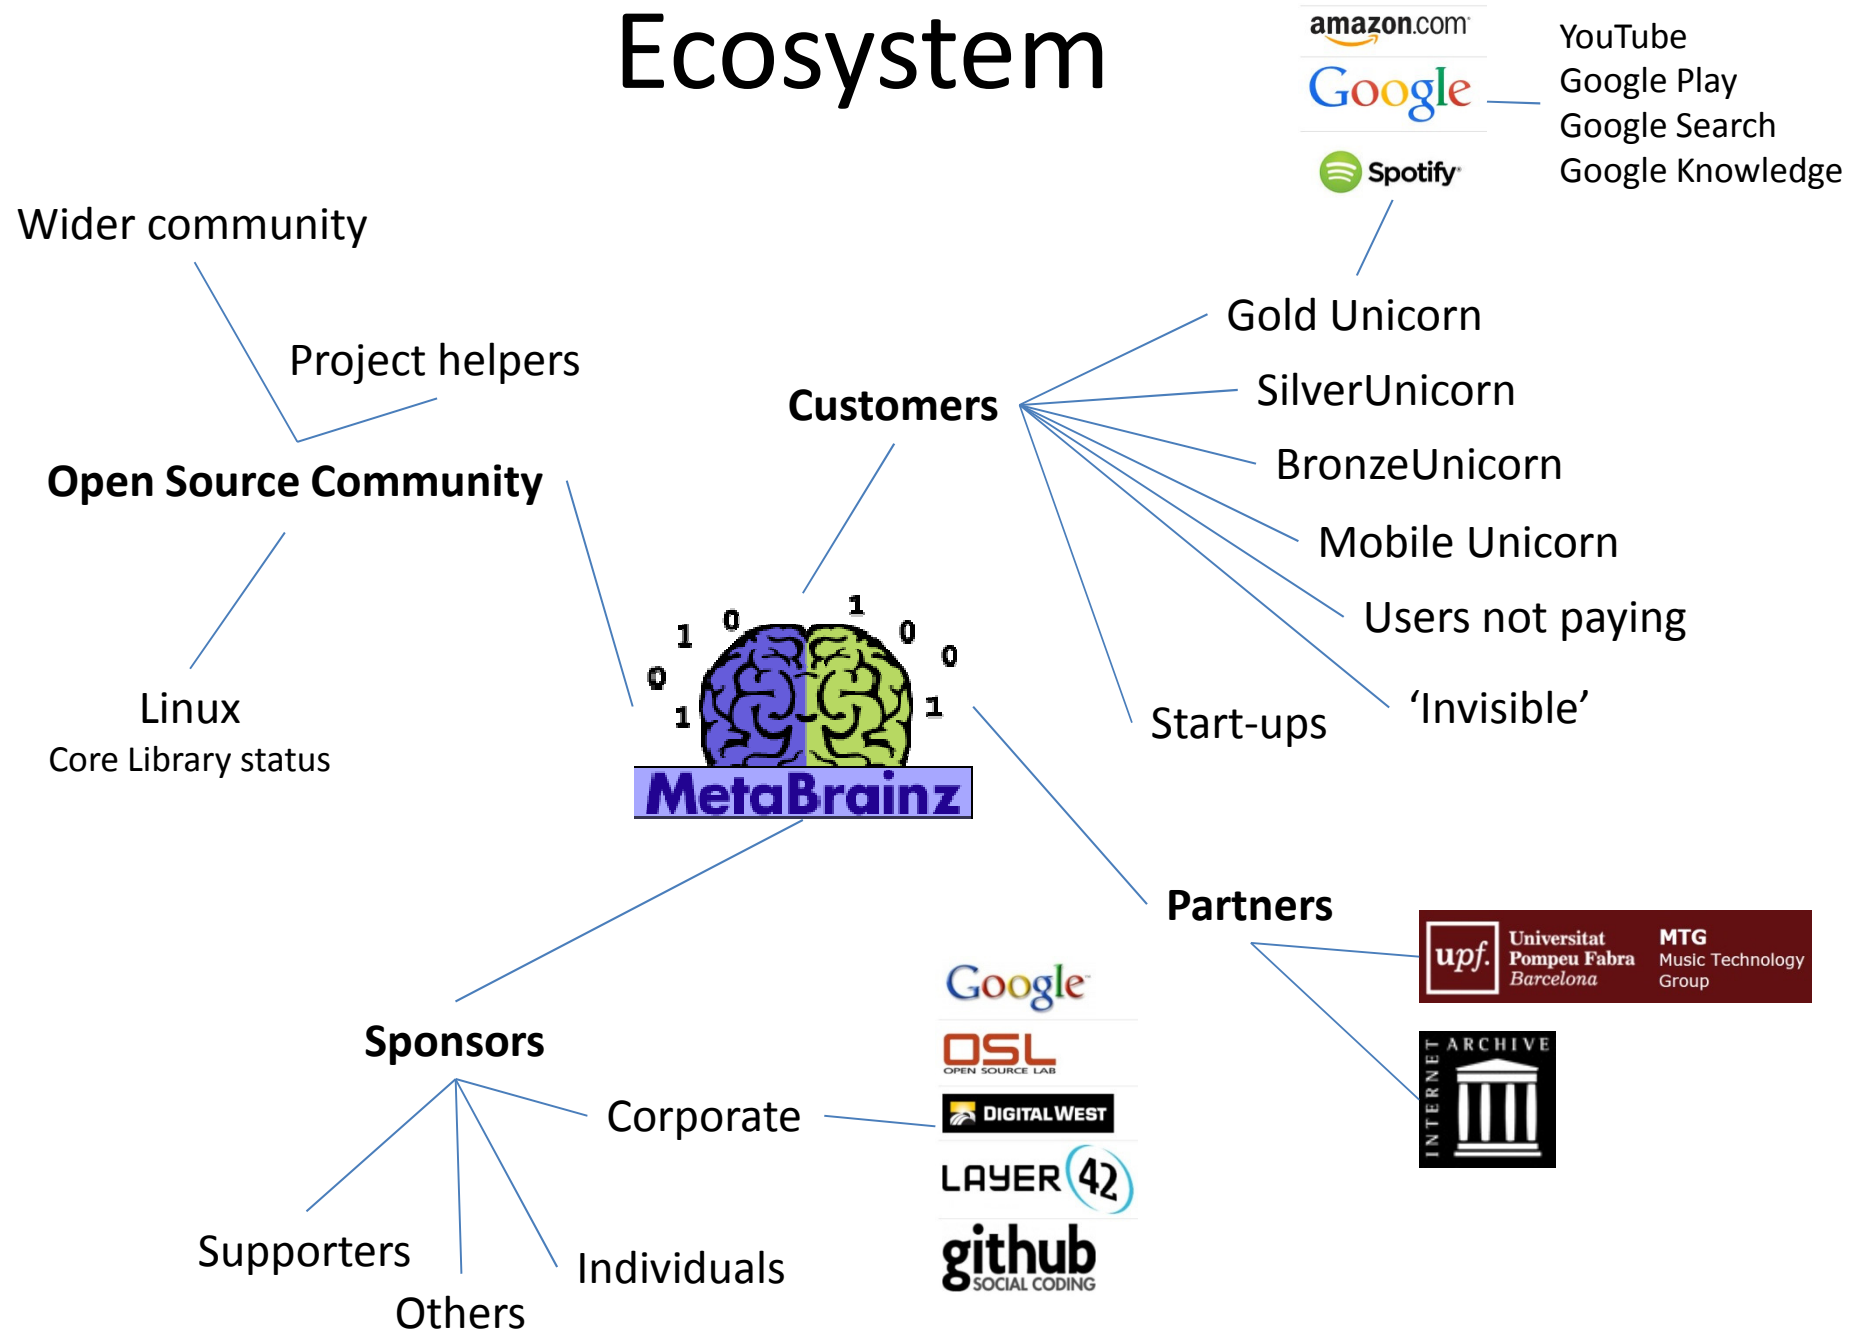 Ecosystem
amazon.com
Google
Spotify
YouTube
Google Play
Google Search
Google Knowledge
Wider community
Project helpers
Open Source Community
Linux
Core Library status
Customers
Gold Unicorn
SilverUnicorn
BronzeUnicorn
Mobile Unicorn
Users not paying
‘Invisible’
Start-ups
1 0 1 0 0 0 1 1
MetaBrainz
Partners
upf.
Universitat
Pompeu Fabra
Barcelona
MTG
Music Technology
Group
INTERNET
ARCHIVE
Sponsors
Corporate
Google™
OSL
OPEN SOURCE LAB
DIGITAL WEST
LAYER 42
github
SOCIAL CODING
Supporters
Others
Individuals